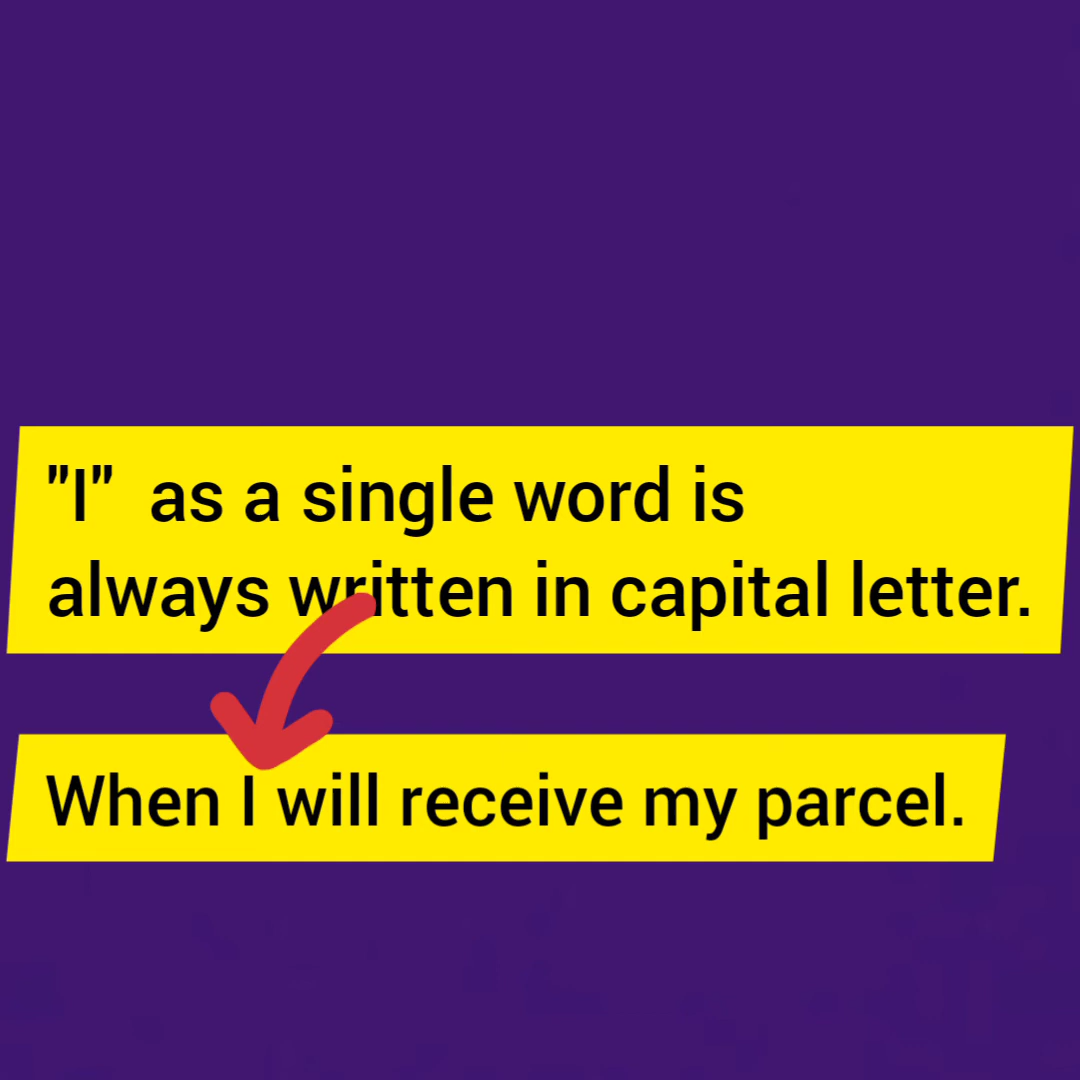 "I"  as a single word is
always written in capital letter.
When I will receive my parcel.